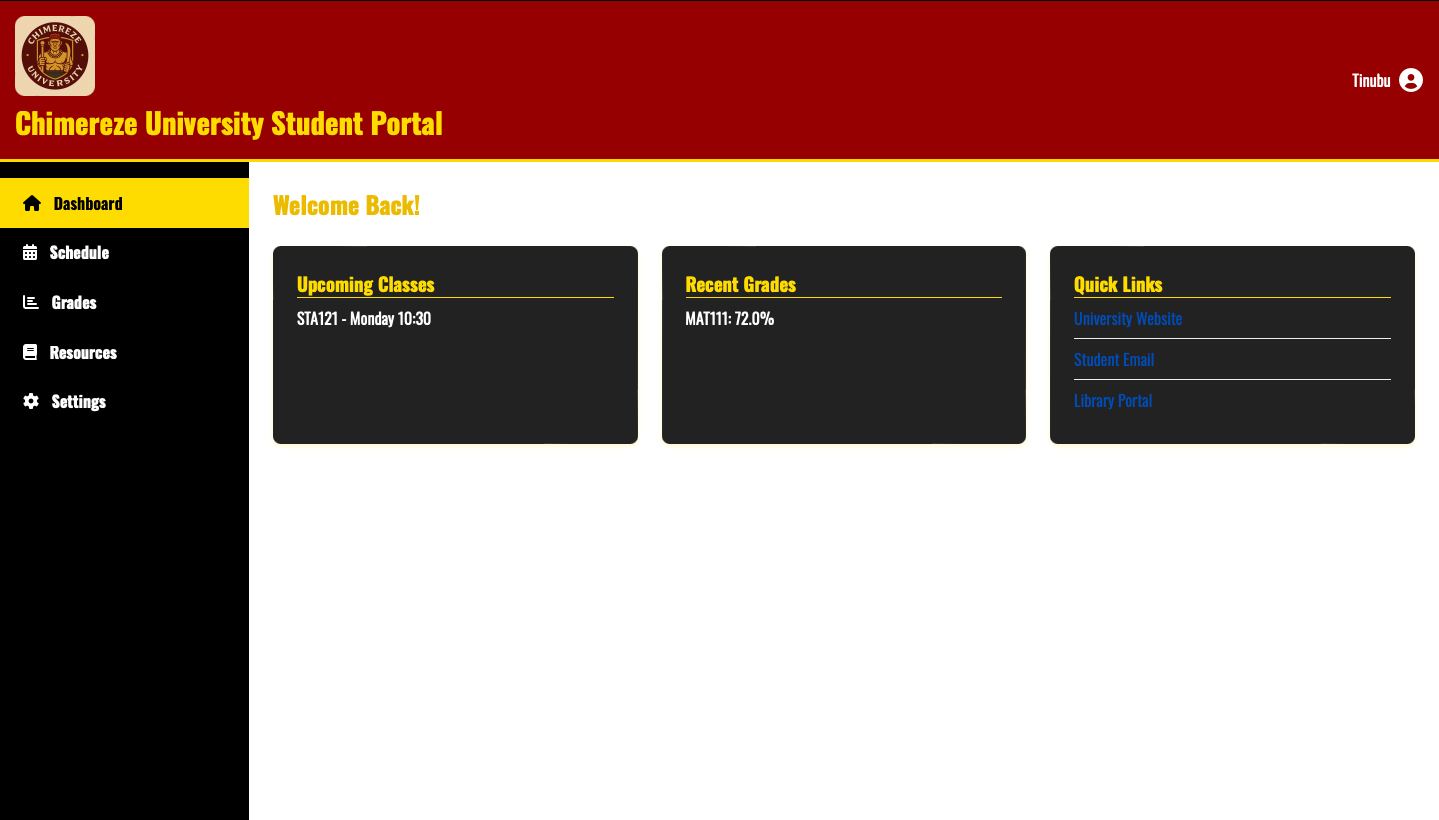 CHIMEREZE
UNIVERSITY
Chimereze University Student Portal
Tinubu
Dashboard
Schedule
Grades
Resources
Settings
Welcome Back!
Upcoming Classes
STA121 - Monday 10:30
Recent Grades
MAT111: 72.0%
Quick Links
University Website
Student Email
Library Portal